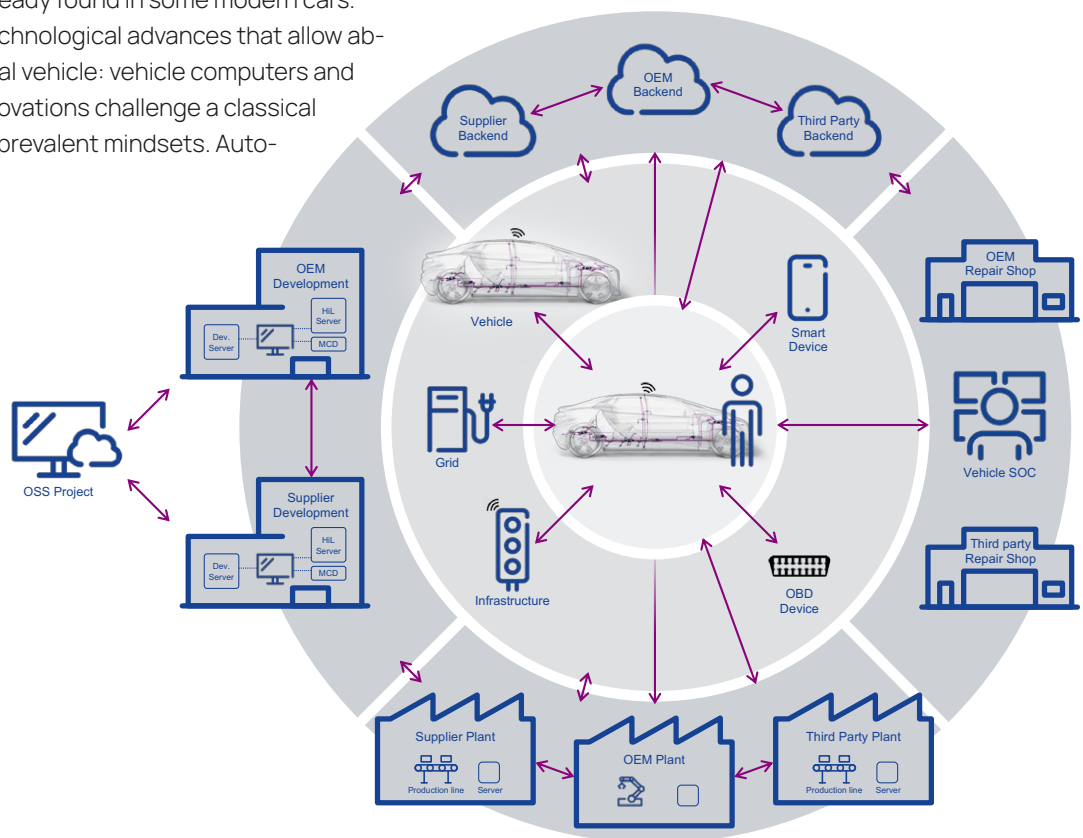 eady found in some modern cars.
chnological advances that allow ab-
al vehicle: vehicle computers and
ovations challenge a classical
prevalent mindsets. Auto-
OEM
Backend
Supplier
Backend
Third Party
Backend
OEM
Development
HiL
Server
Dev.
Server
MCD
Vehicle
Smart
Device
OEM
Repair Shop
Grid
OSS Project
Vehicle SOC
Supplier
Development
HiL
Server
Dev.
Server
MCD
Infrastructure
OBD
Device
Third party
Repair Shop
Supplier Plant
Production line
Server
OEM Plant
Third Party Plant
Production line
Server